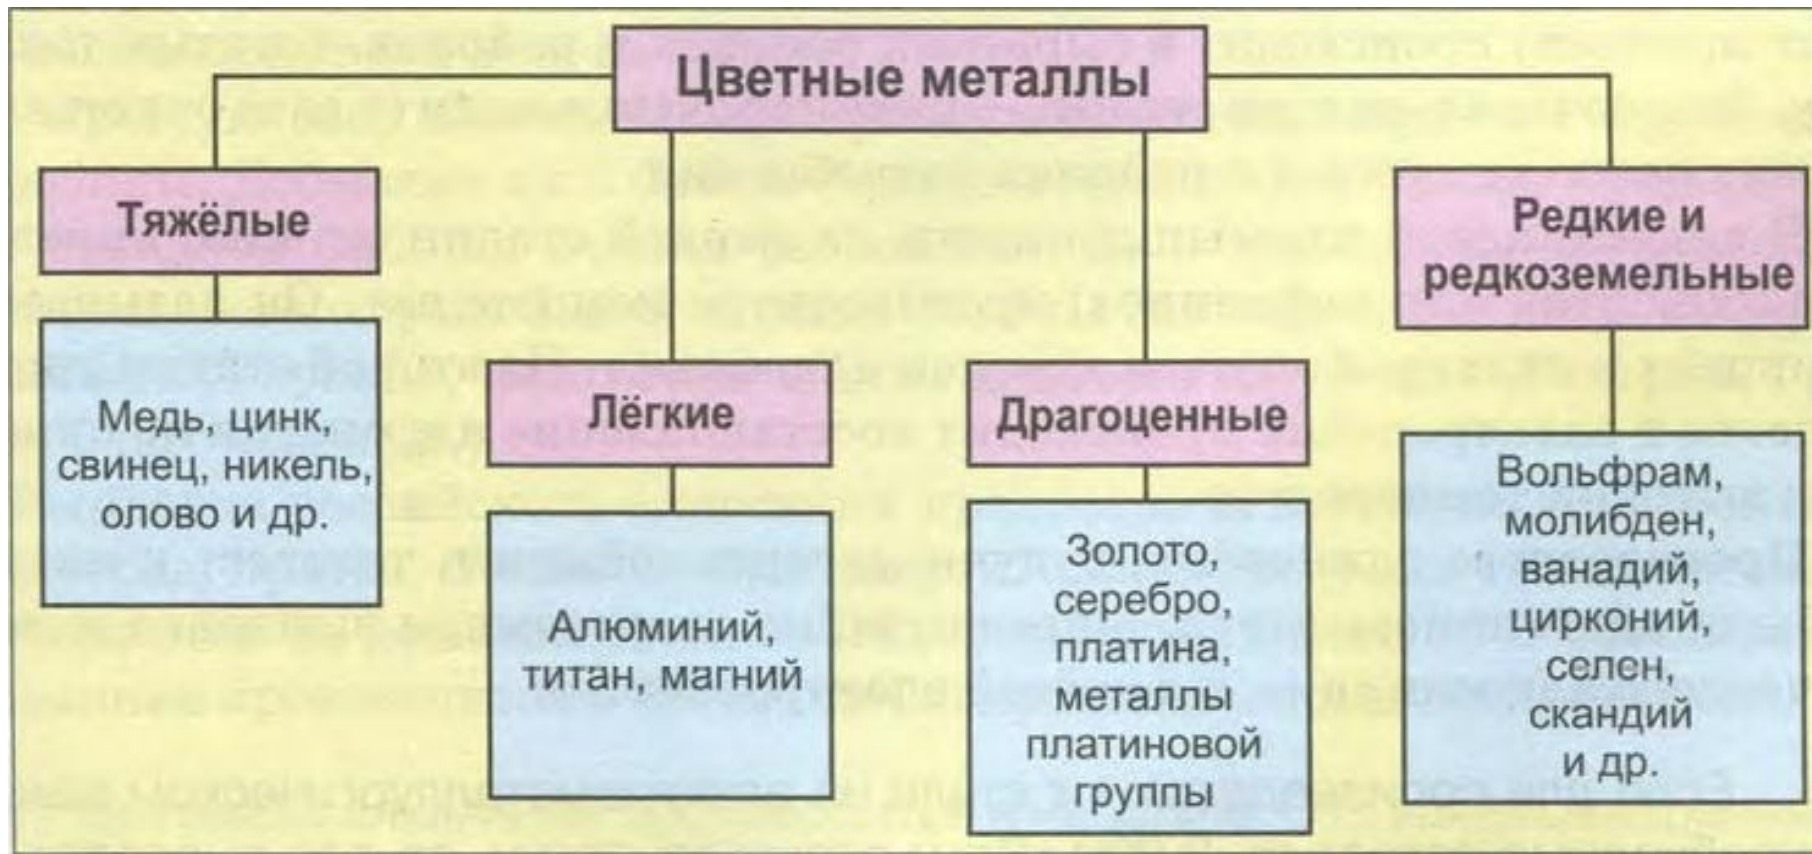 Цветные металлы
Тяжёлые
Медь, цинк,
свинец, никель,
олово и др.
Лёгкие
Алюминий,
титан, магний
Драгоценные
Золото,
серебро,
платина,
металлы
платиновой
группы
Редкие и
редкоземельные
Вольфрам,
молибден,
ванадий,
цирконий,
селен,
скандий
и др.